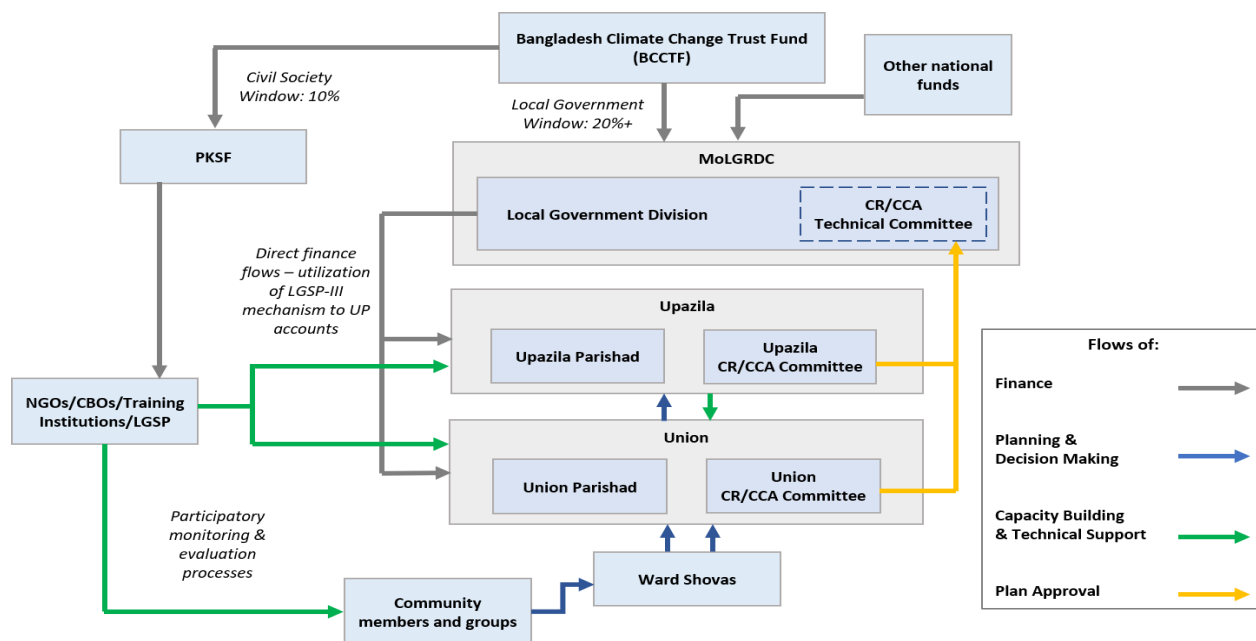 Bangladesh Climate Change Trust Fund
(BCCTF)
Other national
funds
Civil Society
Window: 10%
Local Government
Window: 20%+
PKSF
MoLGRDC
Local Government Division
CR/CCA
Technical Committee
Direct finance
flows – utilization
of LGSP-III
mechanism to UP
accounts
Upazila
Upazila Parishad
Upazila
CR/CCA Committee
NGOs/CBOs/Training
Institutions/LGSP
Union
Union Parishad
Union
CR/CCA Committee
Participatory
monitoring &
evaluation
processes
Ward Shovas
Community
members and groups
Flows of:
Finance
Planning &
Decision Making
Capacity Building
& Technical Support
Plan Approval